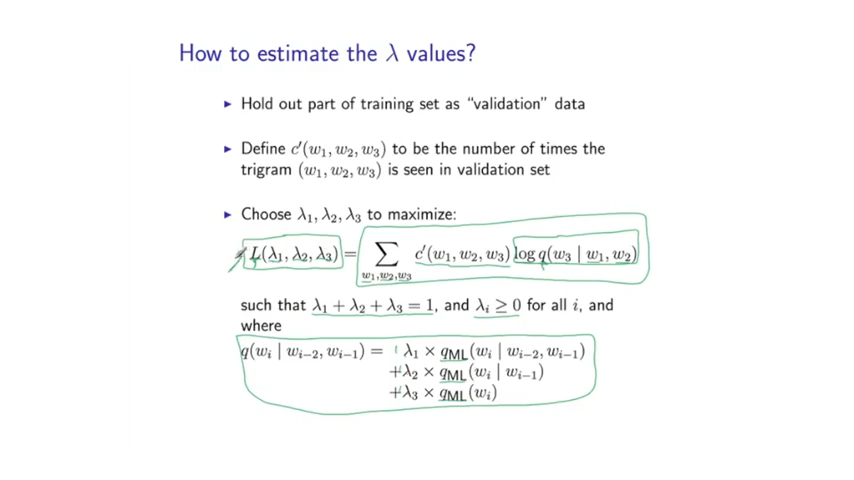 How to estimate the λ values?
▶ Hold out part of training set as “validation” data
▶ Define c′(w₁, w₂, w₃) to be the number of times the
trigram (w₁, w₂, w₃) is seen in validation set
▶ Choose λ₁, λ₂, λ₃ to maximize:
L(λ₁, λ₂, λ₃) = ∑ c′(w₁, w₂, w₃) log q(w₃ | w₁, w₂)
w₁,w₂,w₃
such that λ₁ + λ₂ + λ₃ = 1, and λᵢ ≥ 0 for all i, and
where
q(wᵢ | wᵢ₋₂, wᵢ₋₁) = λ₁ × qML(wᵢ | wᵢ₋₂, wᵢ₋₁)
+λ₂ × qML(wᵢ | wᵢ₋₁)
+λ₃ × qML(wᵢ)